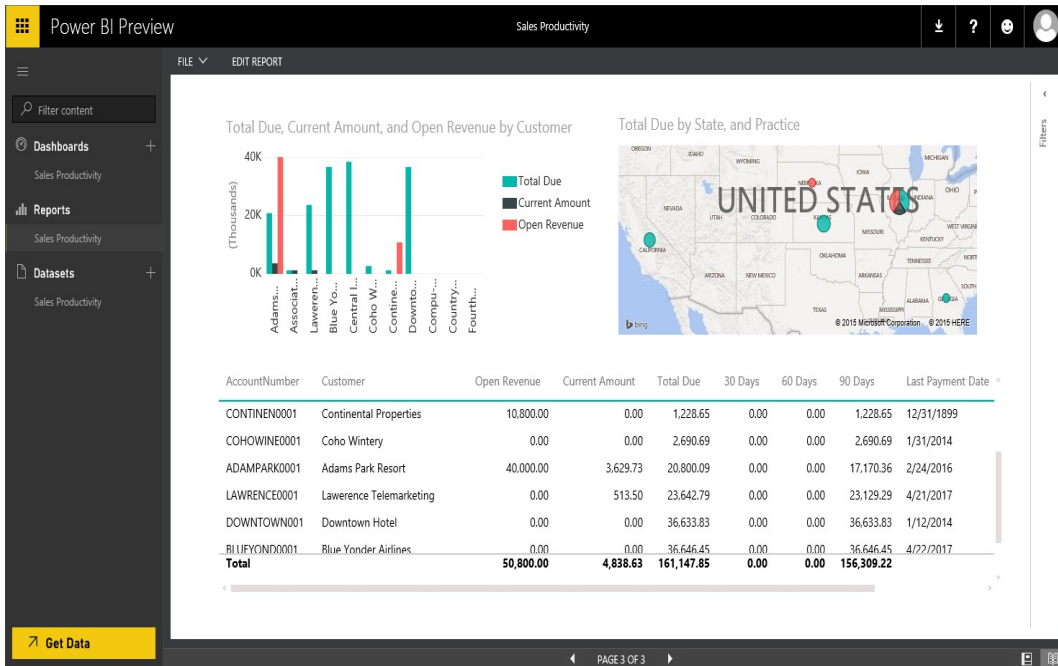 Power BI Preview
Sales Productivity
?
FILE
EDIT REPORT
Filter content
Dashboards +
Sales Productivity
Reports
Sales Productivity
Datasets +
Sales Productivity
Get Data
Filters
Total Due, Current Amount, and Open Revenue by Customer
40K
20K
0K
(Thousands)
Adams...
Associat...
Laweren...
Blue Yo...
Central I...
Coho W...
Contine...
Downto...
Compu-...
Country...
Fourth...
Total Due
Current Amount
Open Revenue
Total Due by State, and Practice
OREGON
IDAHO
WYOMING
IOWA
MICHIGAN
UNITED STATES
INDIANA
OHIO
NEVADA
UTAH
COLORADO
MISSOURI
WEST VIRGINI
KENTUCKY
CALIFORNIA
OKLAHOMA
TENNESSEE
NORT
ARIZONA
NEW MEXICO
ARKANSAS
SOUTH
ALABAMA
TEXAS
MISSISSIPPI
bing
© 2015 Microsoft Corporation © 2015 HERE
AccountNumber Customer Open Revenue Current Amount Total Due 30 Days 60 Days 90 Days Last Payment Date
CONTINEN0001 Continental Properties 10,800.00 0.00 1,228.65 0.00 0.00 1,228.65 12/31/1899
COHOWINE0001 Coho Wintery 0.00 0.00 2,690.69 0.00 0.00 2,690.69 1/31/2014
ADAMPARK0001 Adams Park Resort 40,000.00 3,629.73 20,800.09 0.00 0.00 17,170.36 2/24/2016
LAWRENCE0001 Lawerence Telemarketing 0.00 513.50 23,642.79 0.00 0.00 23,129.29 4/21/2017
DOWNTOWN001 Downtown Hotel 0.00 0.00 36,633.83 0.00 0.00 36,633.83 1/12/2014
BLUEYOND0001 Blue Yonder Airlines 0.00 0.00 36,646.45 0.00 0.00 36,646.45 4/22/2017
Total 50,800.00 4,838.63 161,147.85 0.00 0.00 156,309.22
PAGE 3 OF 3